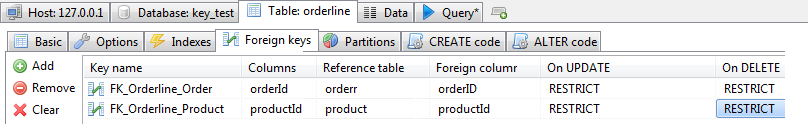 Host: 127.0.0.1 Database: key_test Table: orderline Data Query*
Basic Options Indexes Foreign keys Partitions CREATE code ALTER code
Add Key name Columns Reference table Foreign columr On UPDATE On DELETE
Remove FK_Orderline_Order orderId orderr orderID RESTRICT RESTRICT
Clear FK_Orderline_Product productId product productId RESTRICT RESTRICT